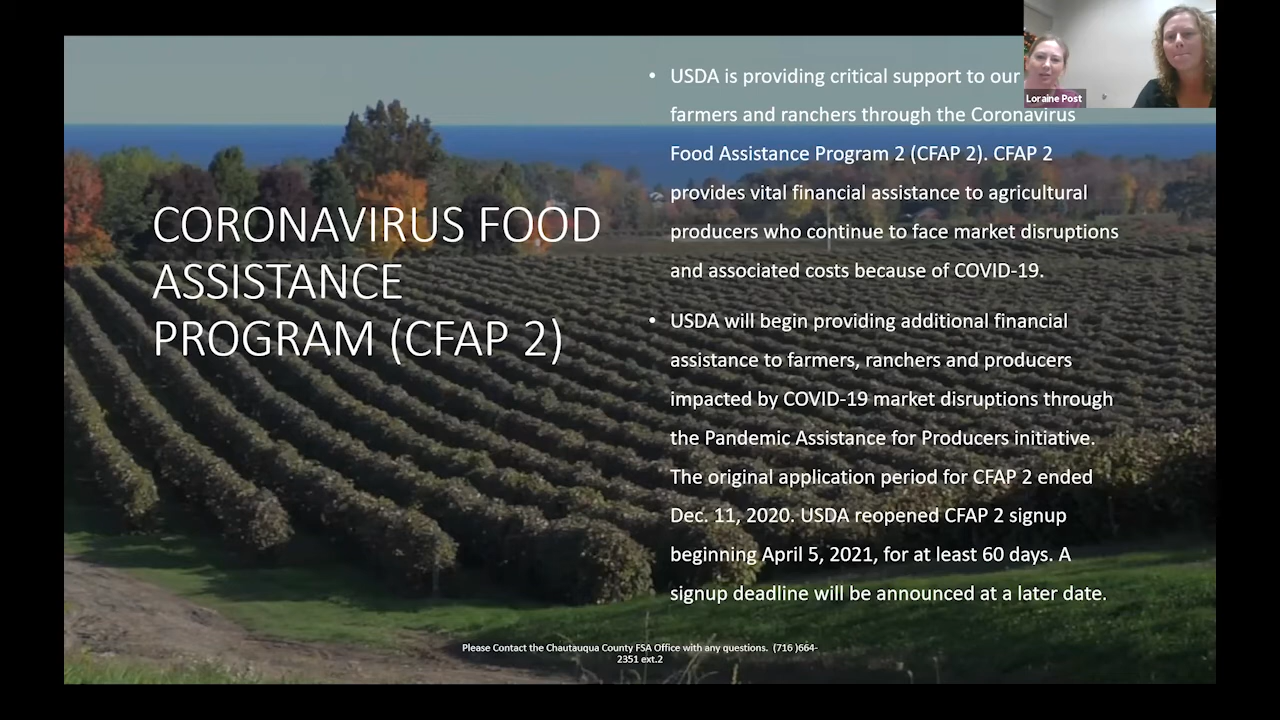 CORONAVIRUS FOOD
ASSISTANCE
PROGRAM (CFAP 2)
• USDA is providing critical support to our
farmers and ranchers through the Coronavirus
Food Assistance Program 2 (CFAP 2). CFAP 2
provides vital financial assistance to agricultural
producers who continue to face market disruptions
and associated costs because of COVID-19.
• USDA will begin providing additional financial
assistance to farmers, ranchers and producers
impacted by COVID-19 market disruptions through
the Pandemic Assistance for Producers initiative.
The original application period for CFAP 2 ended
Dec. 11, 2020. USDA reopened CFAP 2 signup
beginning April 5, 2021, for at least 60 days. A
signup deadline will be announced at a later date.
Please Contact the Chautauqua County FSA Office with any questions. (716 )664-
2351 ext.2
Loraine Post